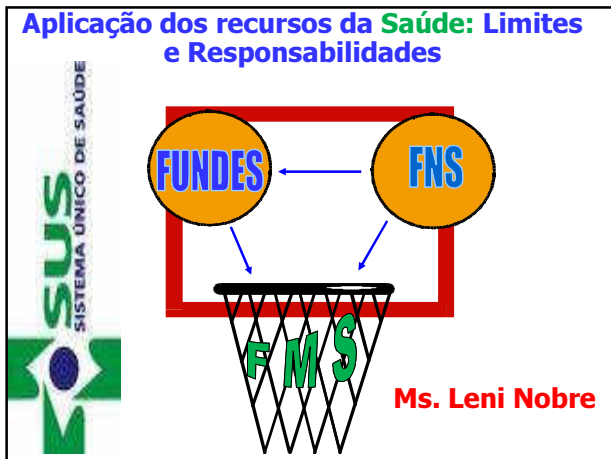 Aplicação dos recursos da Saúde: Limites
e Responsabilidades
SUS
SISTEMA ÚNICO DE SAÚDE
FUNDES
FNS
FMS
Ms. Leni Nobre